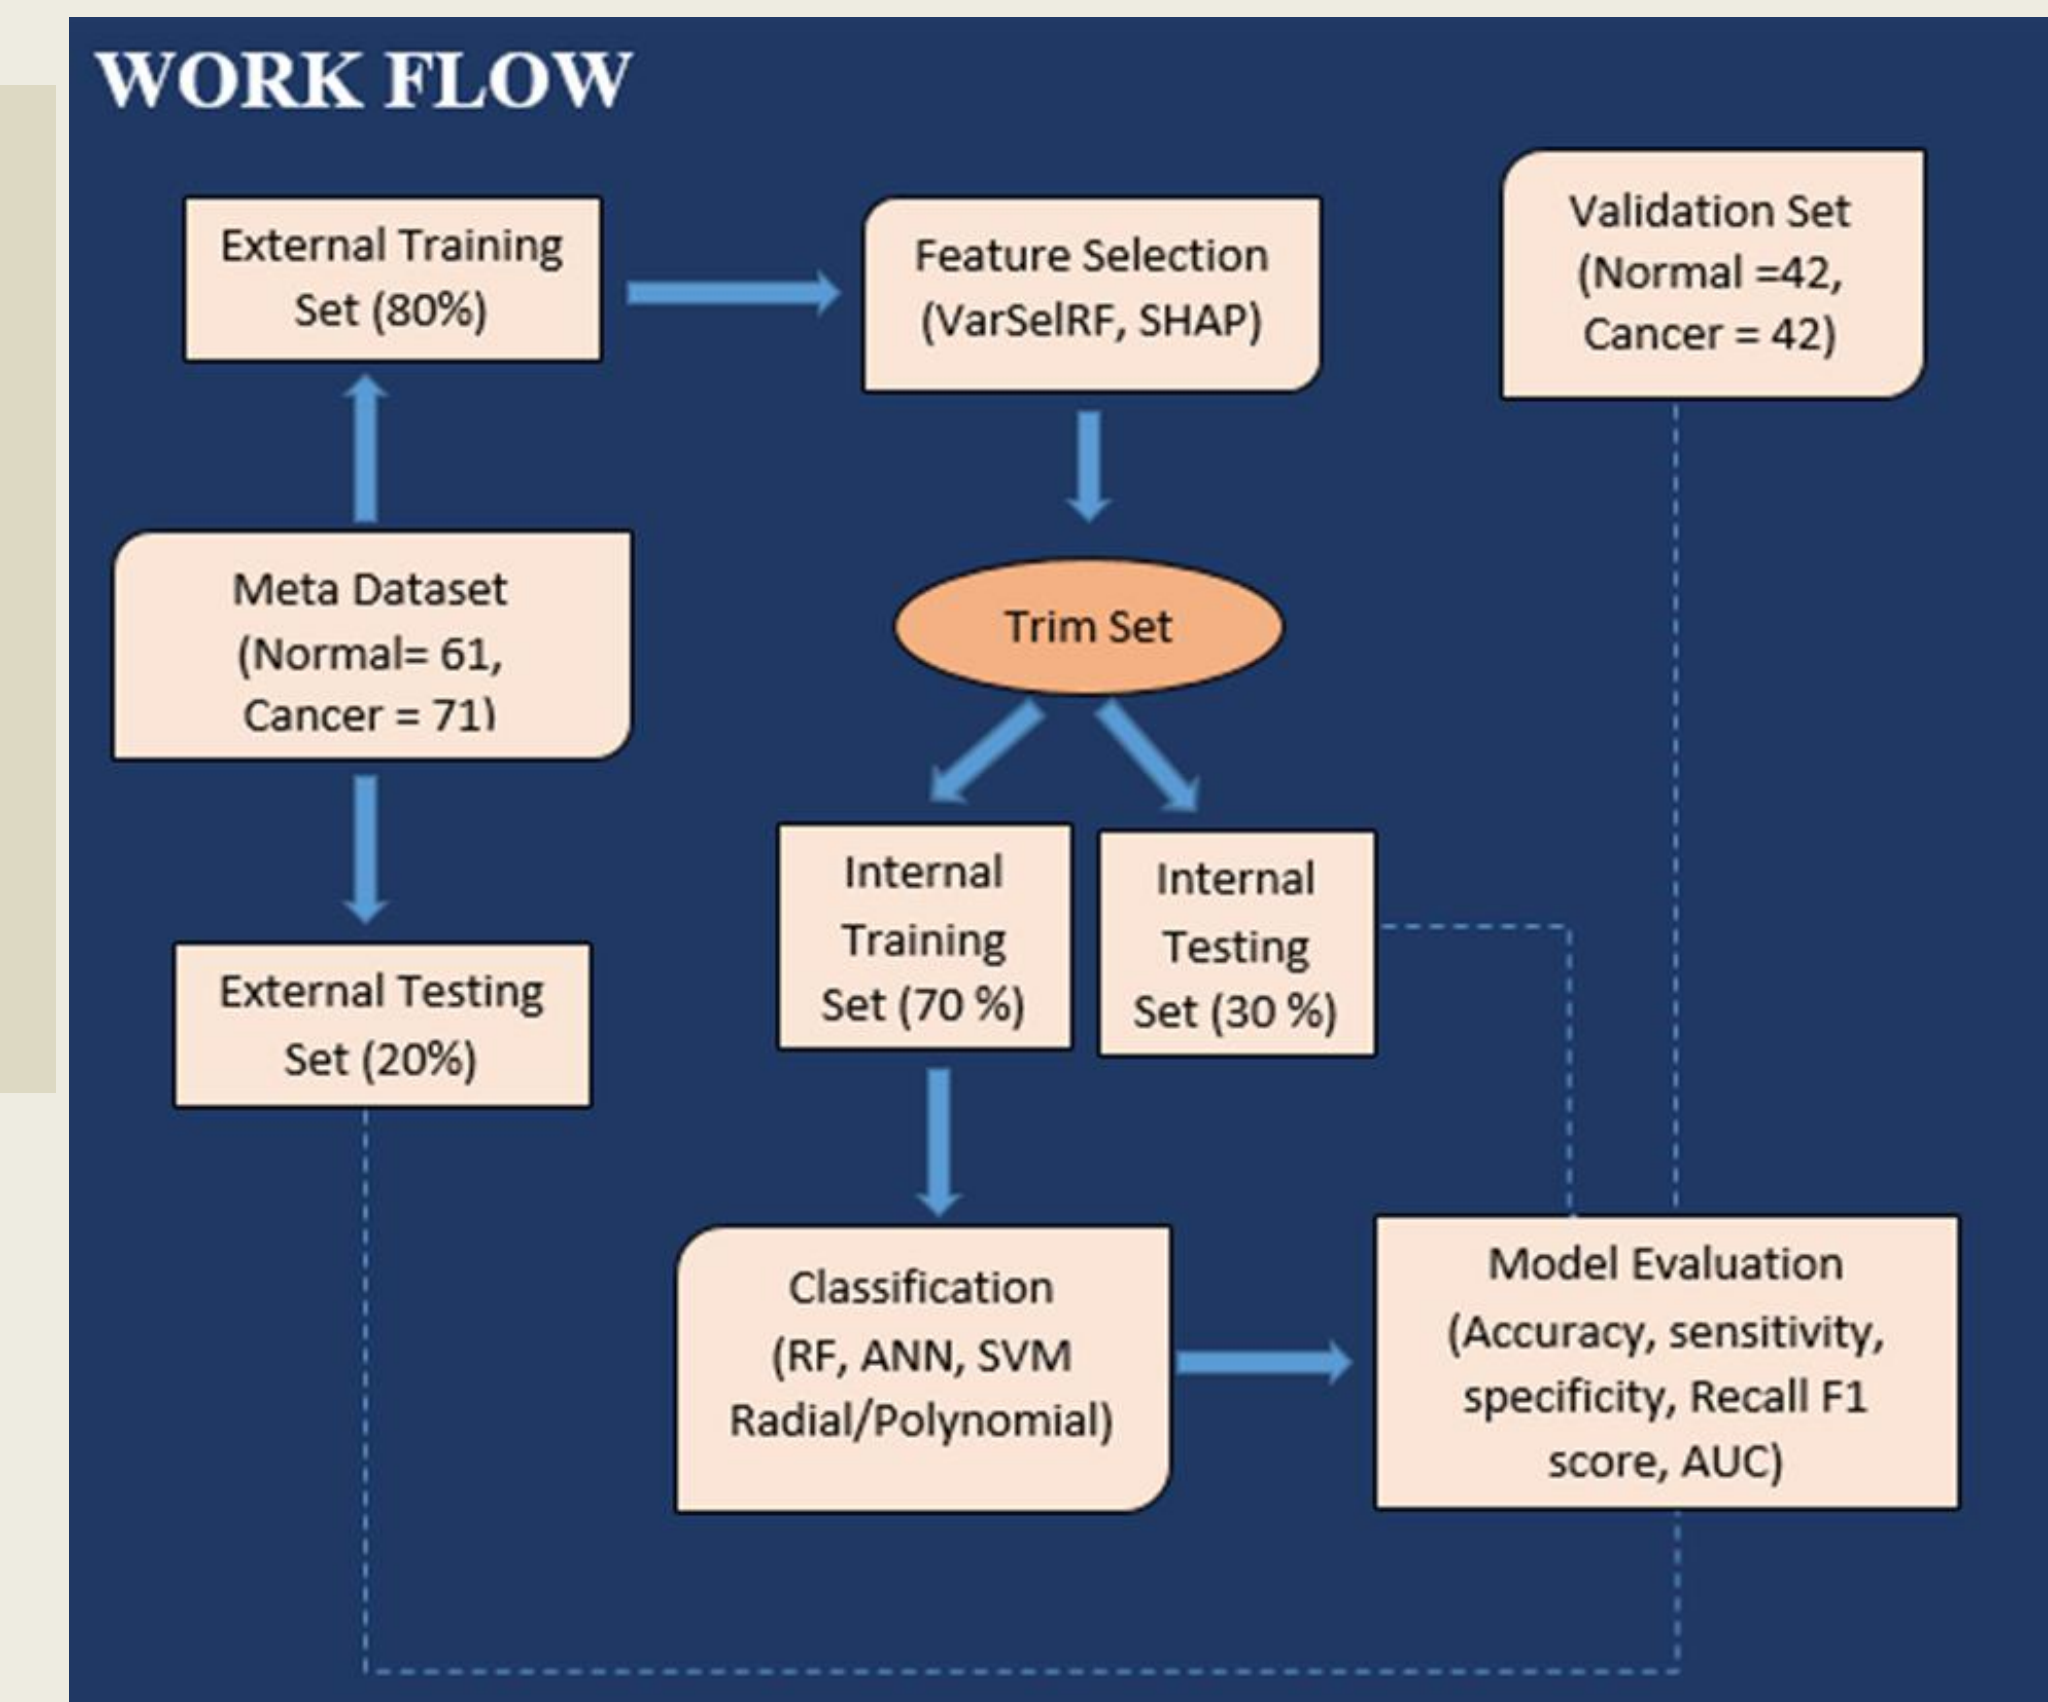 WORK FLOW
External Training
Set (80%)
Feature Selection
(VarSelRF, SHAP)
Validation Set
(Normal =42,
Cancer = 42)
Meta Dataset
(Normal= 61,
Cancer = 71)
Trim Set
Internal
Training
Set (70 %)
Internal
Testing
Set (30 %)
External Testing
Set (20%)
Classification
(RF, ANN, SVM
Radial/Polynomial)
Model Evaluation
(Accuracy, sensitivity,
specificity, Recall F1
score, AUC)